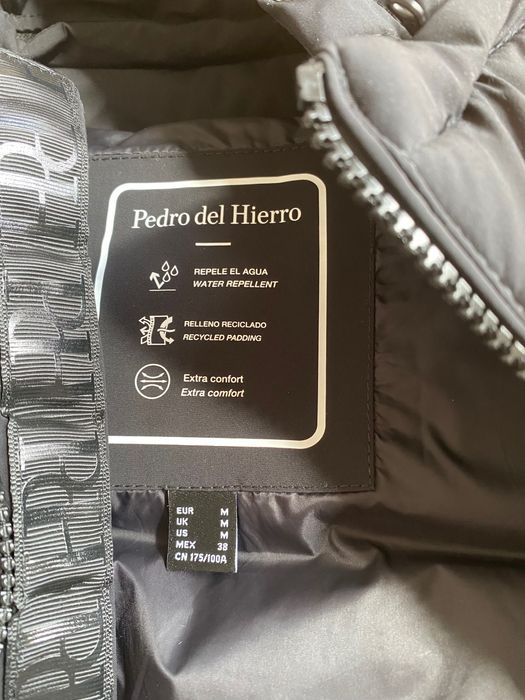 Pedro del Hierro
REPELE EL AGUA
WATER REPELLENT
RELLENO RECICLADO
RECYCLED PADDING
Extra confort
Extra comfort
EUR M
UK M
US M
MEX 38
CN 175/100A